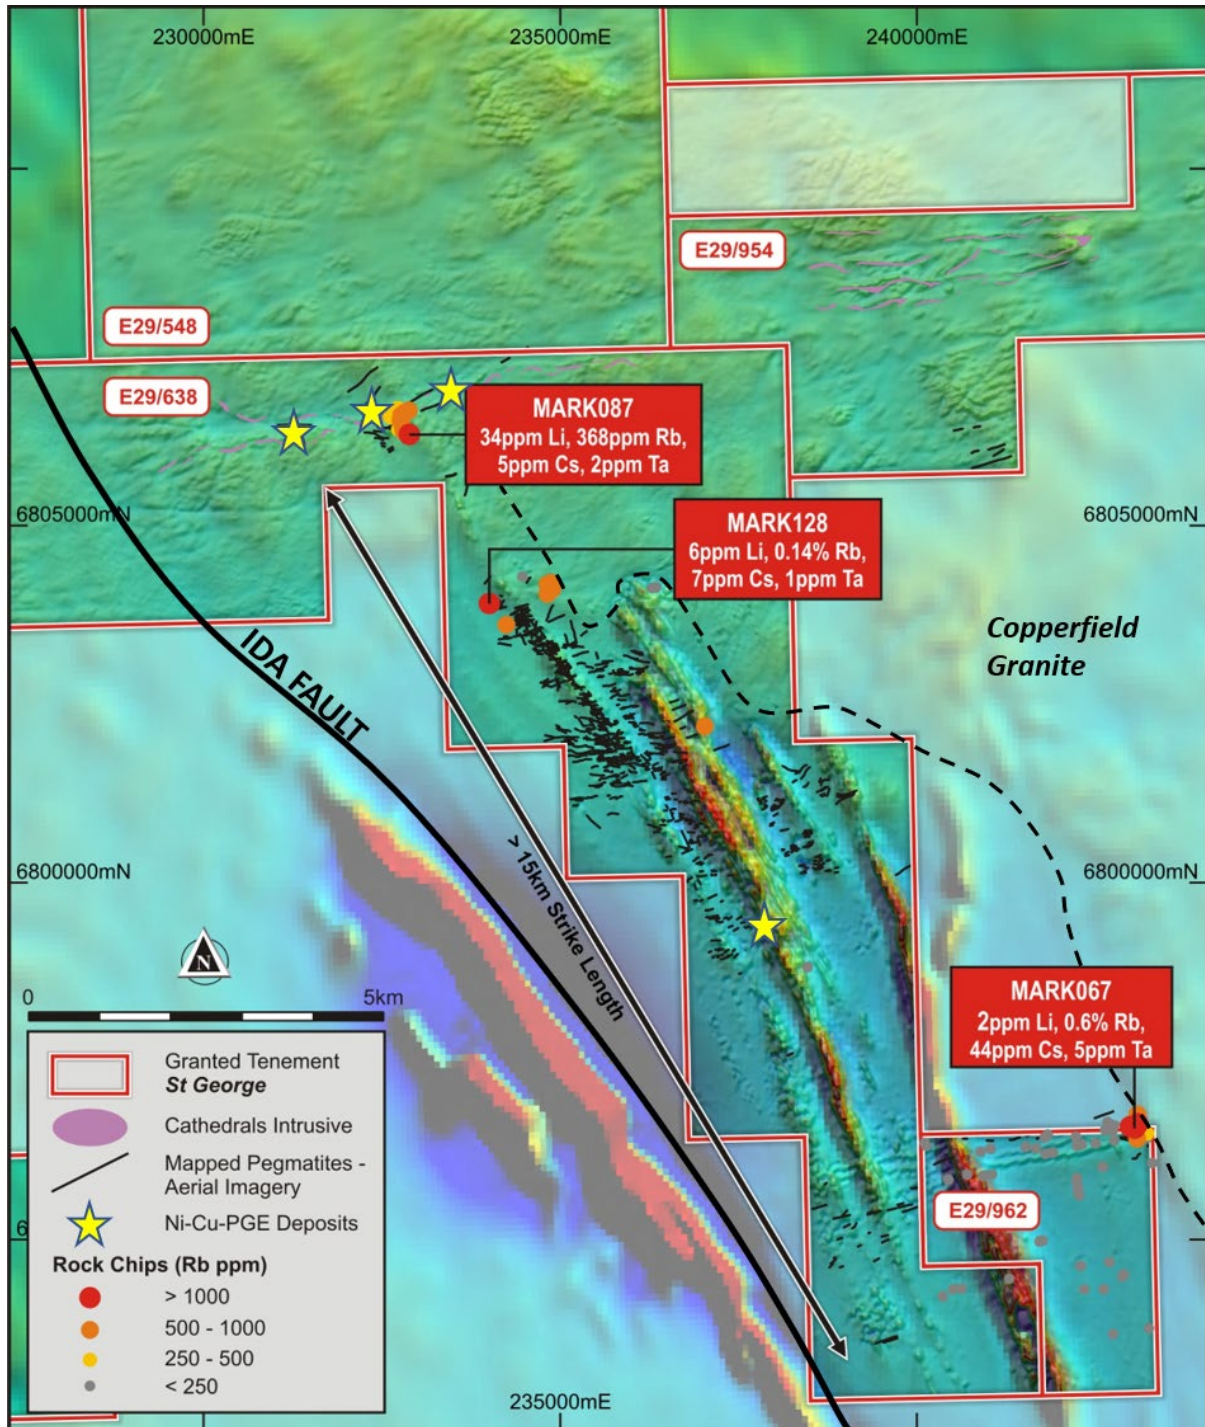 230000mE
235000mE
240000mE
E29/954
E29/548
E29/638
MARK087
34ppm Li, 368ppm Rb,
5ppm Cs, 2ppm Ta
6805000mN
6805000mN
MARK128
6ppm Li, 0.14% Rb,
7ppm Cs, 1ppm Ta
Copperfield
Granite
IDA FAULT
> 15km Strike Length
6800000mN
6800000mN
MARK067
2ppm Li, 0.6% Rb,
44ppm Cs, 5ppm Ta
N
0
5km
Granted Tenement
St George
Cathedrals Intrusive
Mapped Pegmatites -
Aerial Imagery
Ni-Cu-PGE Deposits
Rock Chips (Rb ppm)
> 1000
500 - 1000
250 - 500
< 250
E29/962
6
235000mE